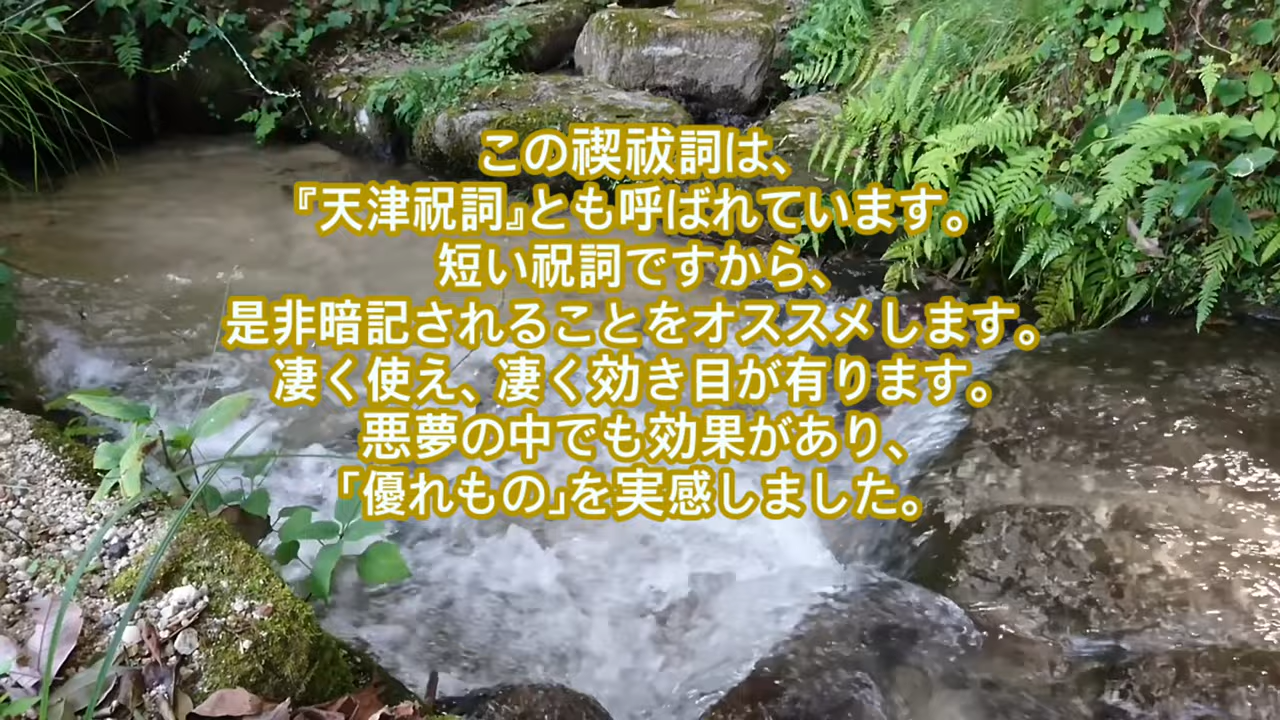 この禊祓詞は、
『天津祝詞』とも呼ばれています。
短い祝詞ですから、
是非暗記されることをオススメします。
凄く使え、凄く効き目が有ります。
悪夢の中でも効果があり、
「優れもの」を実感しました。